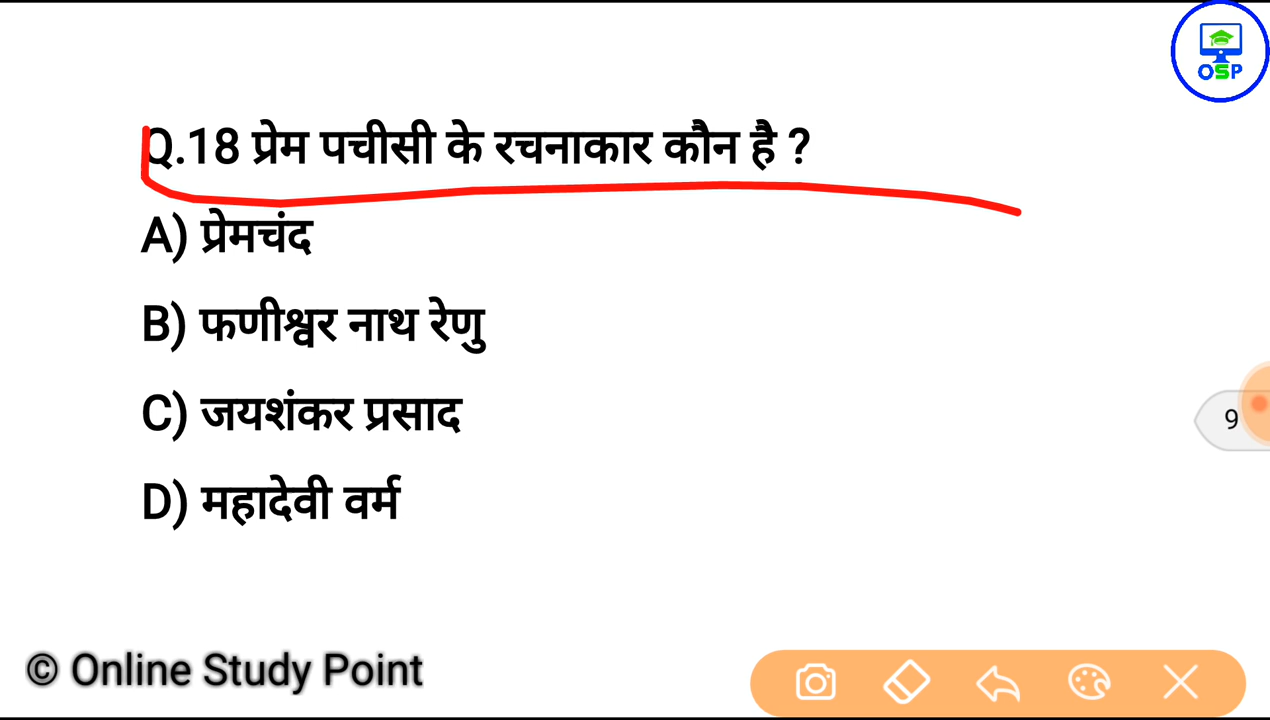 OSP
Q.18 प्रेम पचीसी के रचनाकार कौन है ?
A) प्रेमचंद
B) फणीश्वर नाथ रेणु
C) जयशंकर प्रसाद
9
D) महादेवी वर्म
© Online Study Point